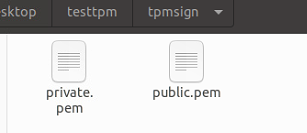 sktop testtpm tpmsign
private. public.pem
pem